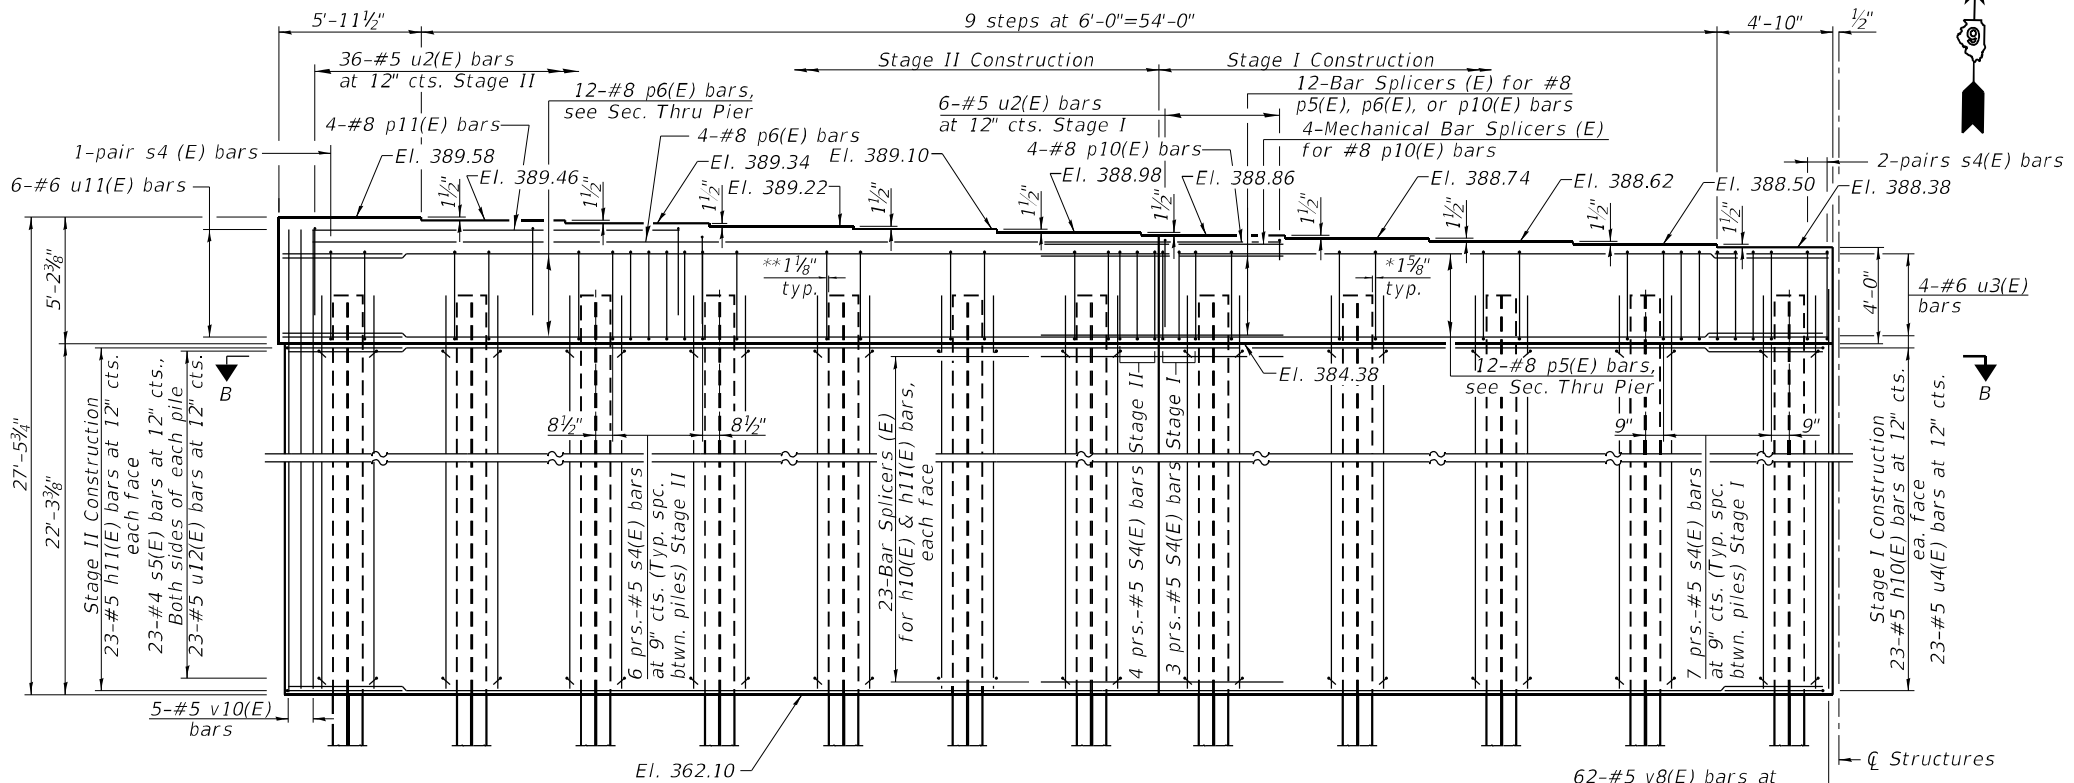 5'-11½"
9 steps at 6'-0"=54'-0"
4'-10"
½"
36-#5 u2(E) bars
at 12" cts. Stage II
Stage II Construction
Stage I Construction
12-#8 p6(E) bars,
see Sec. Thru Pier
6-#5 u2(E) bars
at 12" cts. Stage I
12-Bar Splicers (E) for #8
p5(E), p6(E), or p10(E) bars
4-#8 p11(E) bars
4-#8 p6(E) bars
4-Mechanical Bar Splicers (E)
for #8 p10(E) bars
1-pair s4 (E) bars
4-#8 p10(E) bars
2-pairs s4(E) bars
6-#6 u11(E) bars
El. 389.58
El. 389.46
El. 389.34
El. 389.22
El. 389.10
El. 388.98
El. 388.86
El. 388.74
El. 388.62
El. 388.50
El. 388.38
1½"
1½"
1½"
1½"
1½"
1½"
1½"
1½"
1½"
1½"
5'-2⅜"
**1⅛"
typ.
*1⅝"
typ.
4'-0"
4-#6 u3(E)
bars
B
B
El. 384.38
12-#8 p5(E) bars,
see Sec. Thru Pier
27'-5¾"
22'-3⅜"
Stage II Construction
23-#5 h11(E) bars at 12" cts.
each face
23-#4 s5(E) bars at 12" cts.,
Both sides of each pile
23-#5 u12(E) bars at 12" cts.
8½"
8½"
6 prs.-#5 s4(E) bars
at 9" cts. (Typ. spc.
btwn. piles) Stage II
23-Bar Splicers (E)
for h10(E) & h11(E) bars,
each face
4 prs.-#5 S4(E) bars Stage II
3 prs.-#5 S4(E) bars Stage I
9"
9"
7 prs.-#5 s4(E) bars
at 9" cts. (Typ. spc.
btwn. piles) Stage I
Stage I Construction
23-#5 h10(E) bars at 12" cts.
ea. face
23-#5 u4(E) bars at 12" cts.
5-#5 v10(E)
bars
El. 362.10
℄ Structures
62-#5 v8(E) bars at